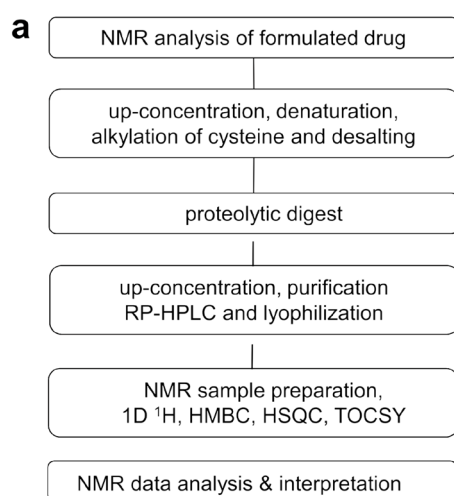 a
NMR analysis of formulated drug
up-concentration, denaturation,
alkylation of cysteine and desalting
proteolytic digest
up-concentration, purification
RP-HPLC and lyophilization
NMR sample preparation,
1D ¹H, HMBC, HSQC, TOCSY
NMR data analysis & interpretation